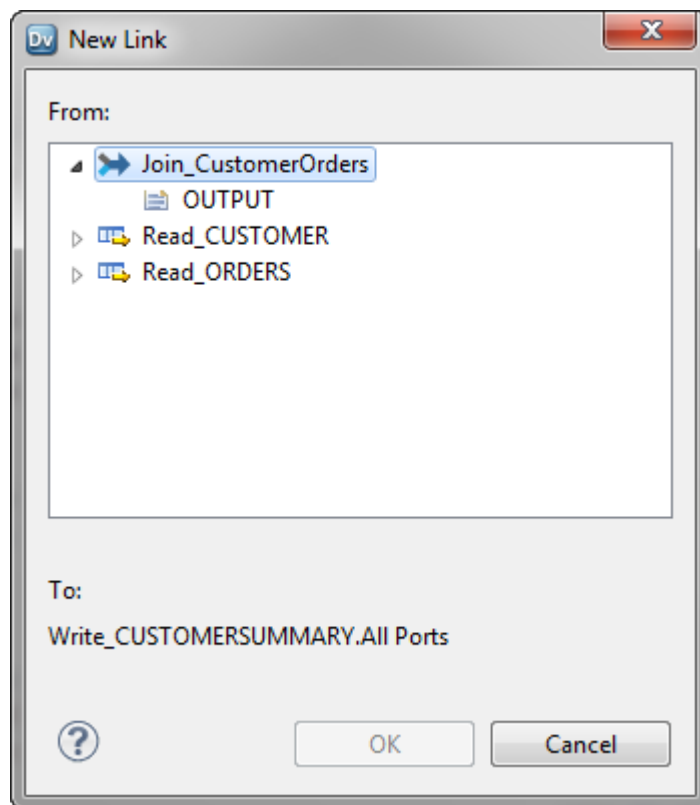 Dv New Link
From:
Join_CustomerOrders
OUTPUT
Read_CUSTOMER
Read_ORDERS
To:
Write_CUSTOMERSUMMARY.All Ports
? OK Cancel